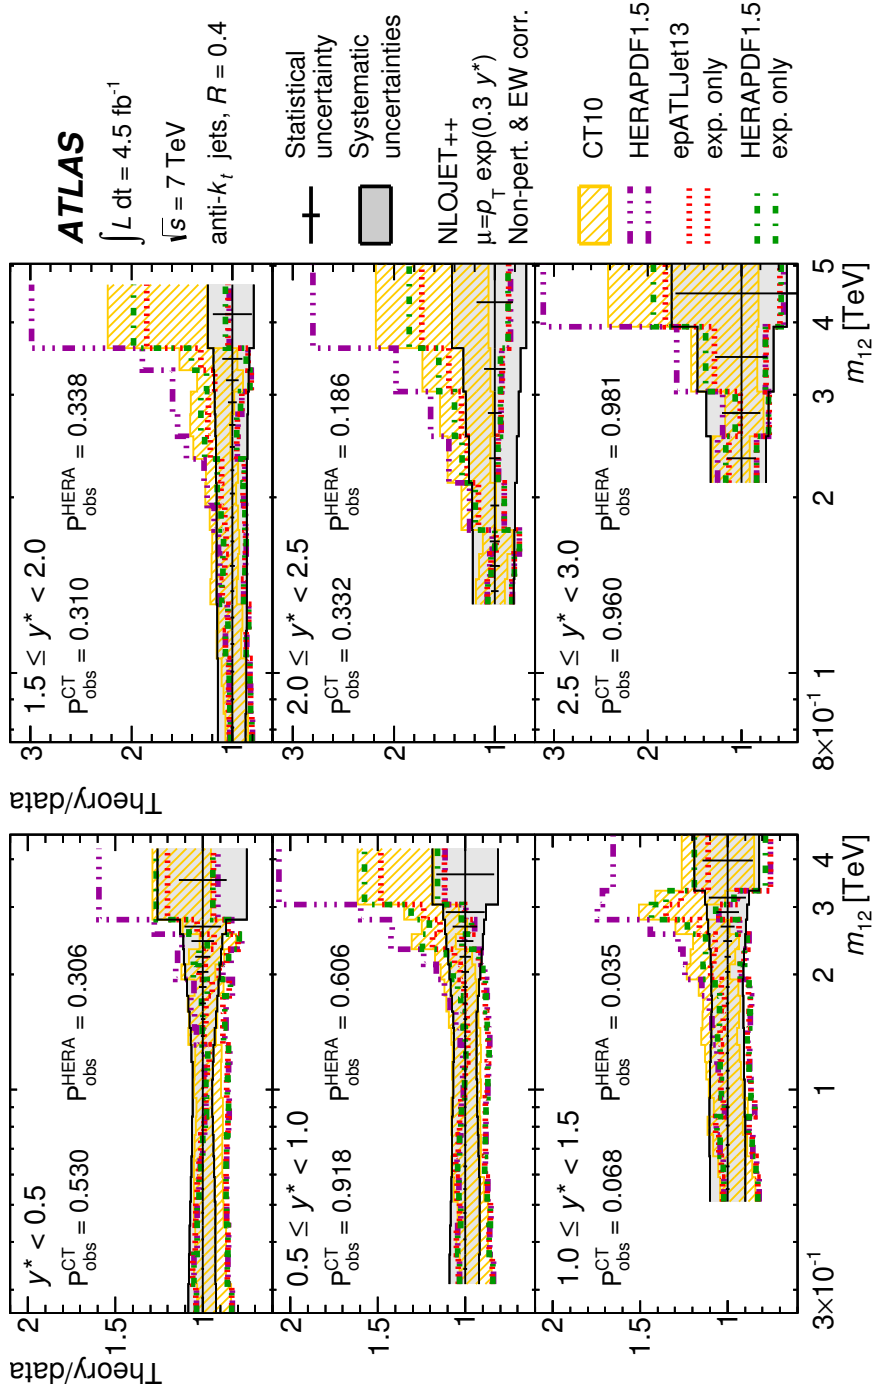 Theory/data
2
1.5
1
y* < 0.5
P_obs^CT = 0.530 P_obs^HERA = 0.306
2
1.5
1
0.5 ≤ y* < 1.0
P_obs^CT = 0.918 P_obs^HERA = 0.606
2
1.5
1
1.0 ≤ y* < 1.5
P_obs^CT = 0.068 P_obs^HERA = 0.035
3×10⁻¹ 1 2 3 4
m₁₂ [TeV]
Theory/data
3
2
1
1.5 ≤ y* < 2.0
P_obs^CT = 0.310 P_obs^HERA = 0.338
3
2
1
2.0 ≤ y* < 2.5
P_obs^CT = 0.332 P_obs^HERA = 0.186
3
2
1
2.5 ≤ y* < 3.0
P_obs^CT = 0.960 P_obs^HERA = 0.981
8×10⁻¹ 1 2 3 4 5
m₁₂ [TeV]
ATLAS
∫ L dt = 4.5 fb⁻¹
√s = 7 TeV
anti-k_t jets, R = 0.4
Statistical
uncertainty
Systematic
uncertainties
NLOJET++
μ=p_T exp(0.3 y*)
Non-pert. & EW corr.
CT10
HERAPDF1.5
epATLJet13
exp. only
HERAPDF1.5
exp. only